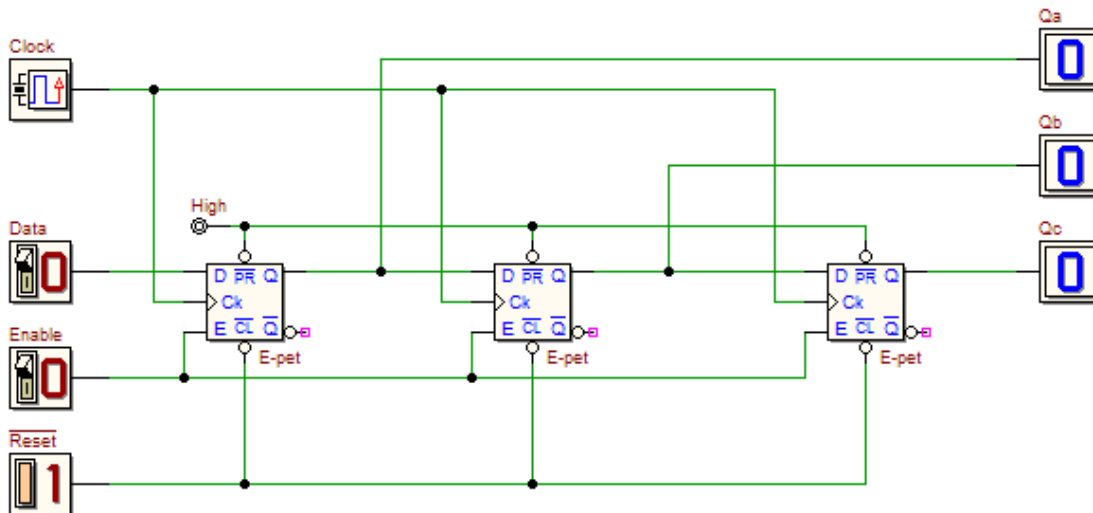 Qa
Clock
0
Qb
0
High
Data
0
Qc
0
D PR Q
Ck
E CL Q
E-pet
D PR Q
Ck
E CL Q
E-pet
D PR Q
Ck
E CL Q
E-pet
Enable
0
Reset
1